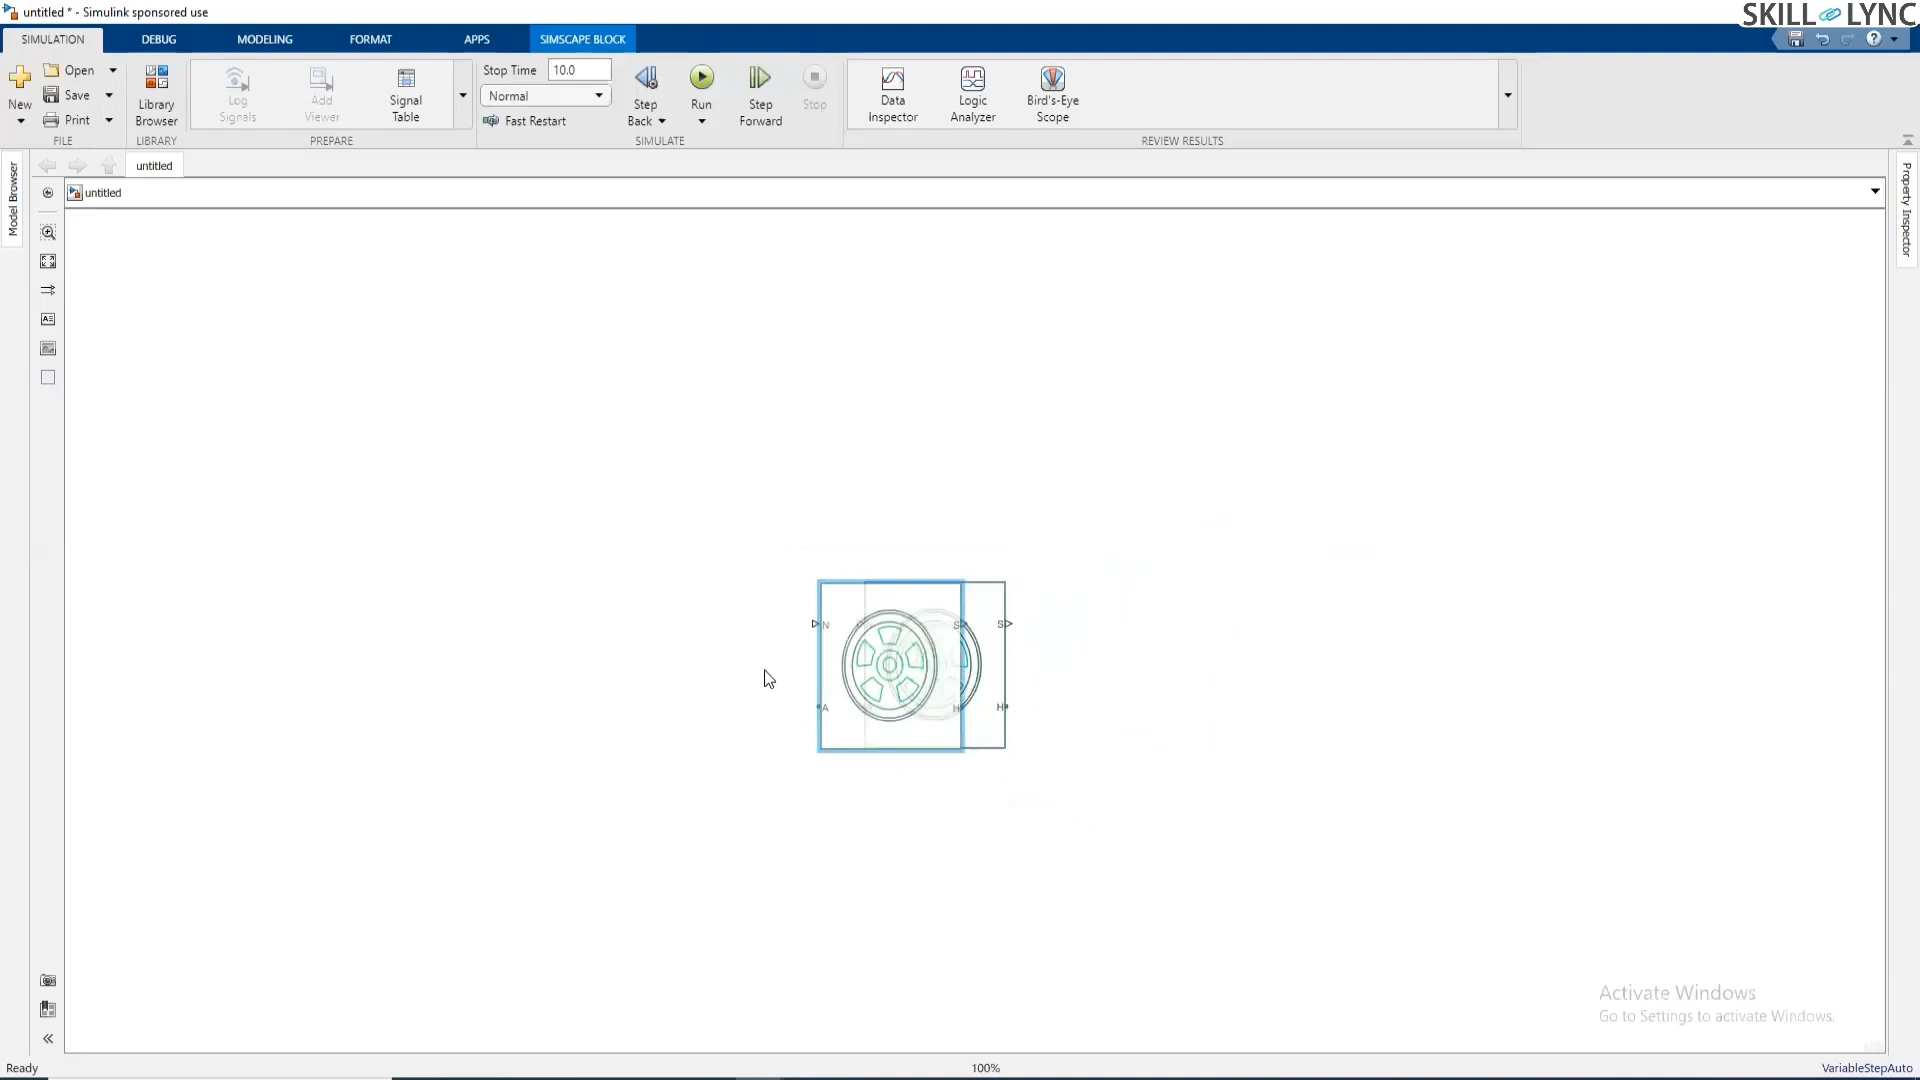 untitled * - Simulink sponsored use
SKILL LYNC
SIMULATION DEBUG MODELING FORMAT APPS SIMSCAPE BLOCK
New
Open
Save
Print
FILE
Library
Browser
LIBRARY
Log
Signals
Add
Viewer
Signal
Table
PREPARE
Stop Time 10.0
Normal
Fast Restart
Step
Back
Run
Step
Forward
Stop
SIMULATE
Data
Inspector
Logic
Analyzer
Bird's-Eye
Scope
REVIEW RESULTS
Model Browser
untitled
untitled
Property Inspector
N S S
A H H
Activate Windows
Go to Settings to activate Windows.
Ready 100% VariableStepAuto